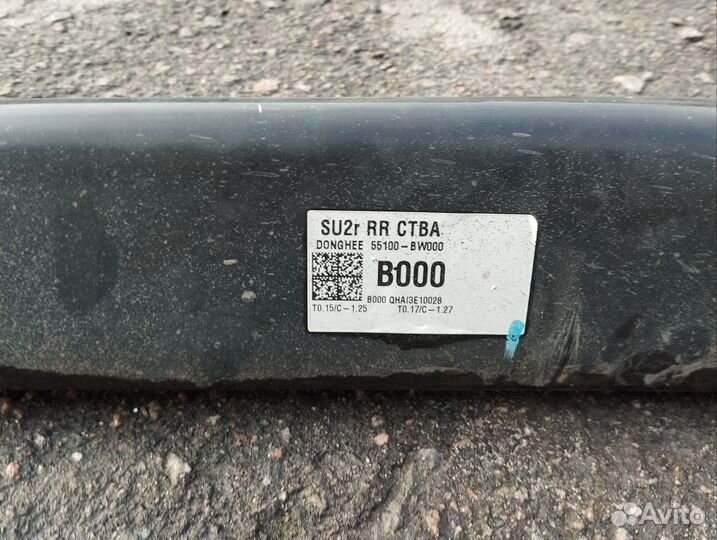 SU2r RR CTBA
DONGHEE 55100-BW000
B000
B000 QHAI3E10028
T0.15/C-1.25 T0.17/C-1.27
Avito